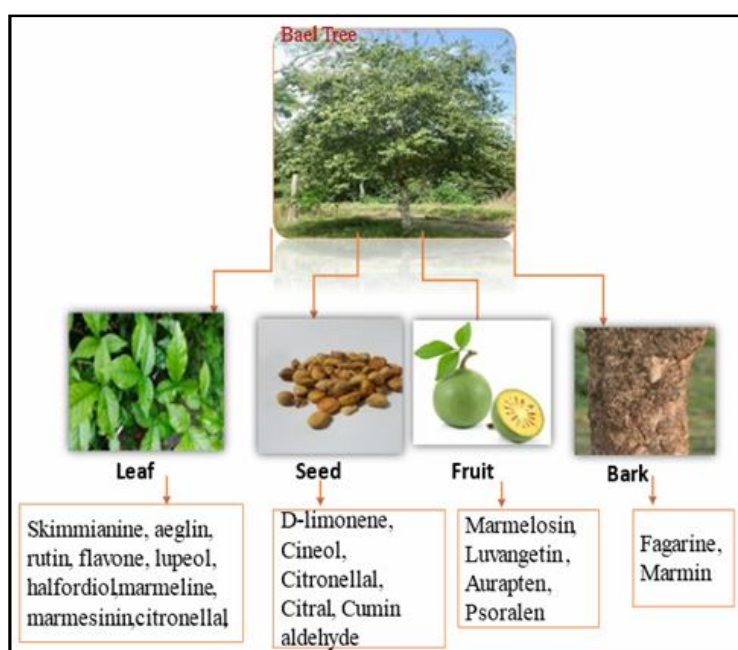 Bael Tree
Leaf
Seed
Fruit
Bark
Skimmianine, aeglin,
rutin, flavone, lupeol,
halfordiol,marmeline,
marmesinin,citronellal,
D-limonene,
Cineol,
Citronellal,
Citral, Cumin
aldehyde
Marmelosin,
Luvangetin,
Aurapten,
Psoralen
Fagarine,
Marmin